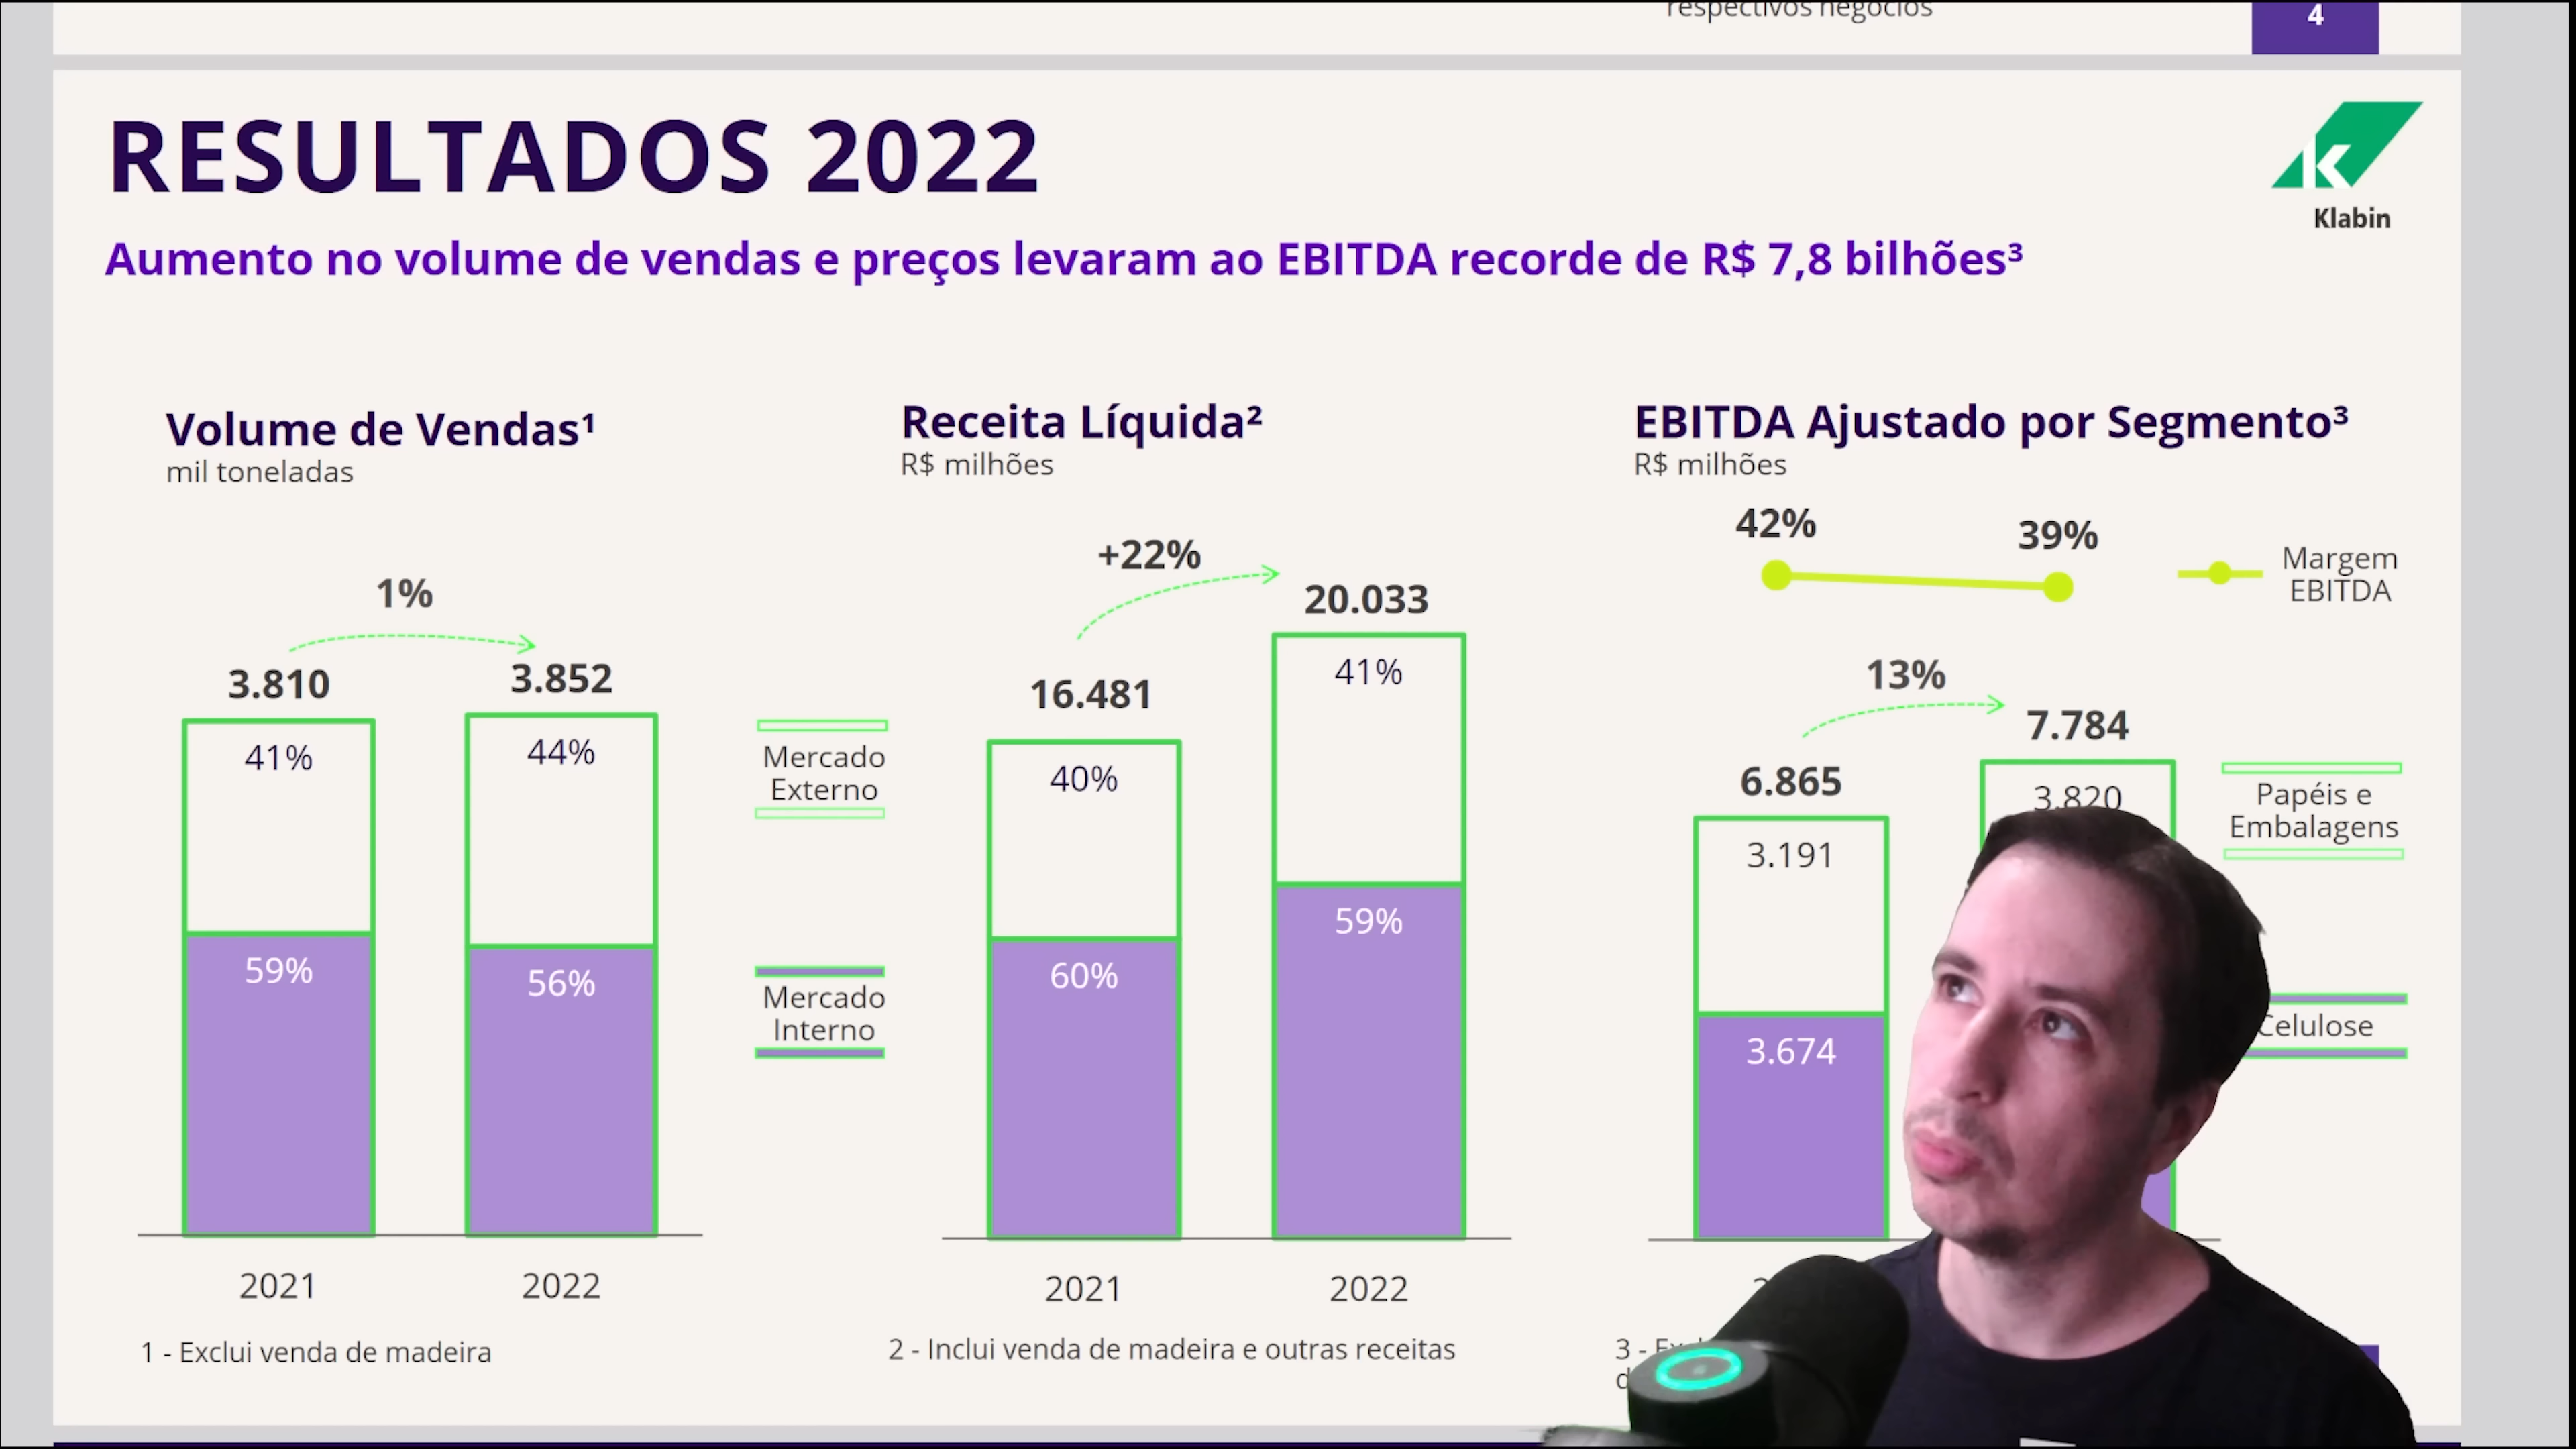 respectivos negócios
4
RESULTADOS 2022
Klabin
Aumento no volume de vendas e preços levaram ao EBITDA recorde de R$ 7,8 bilhões³
Volume de Vendas¹
mil toneladas
1%
3.810
3.852
41%
44%
59%
56%
2021
2022
1 - Exclui venda de madeira
Mercado
Externo
Mercado
Interno
Receita Líquida²
R$ milhões
+22%
16.481
20.033
40%
41%
60%
59%
2021
2022
2 - Inclui venda de madeira e outras receitas
EBITDA Ajustado por Segmento³
R$ milhões
42%
39%
Margem
EBITDA
13%
6.865
7.784
3.191
3.820
3.674
Papéis e
Embalagens
Celulose
3 -